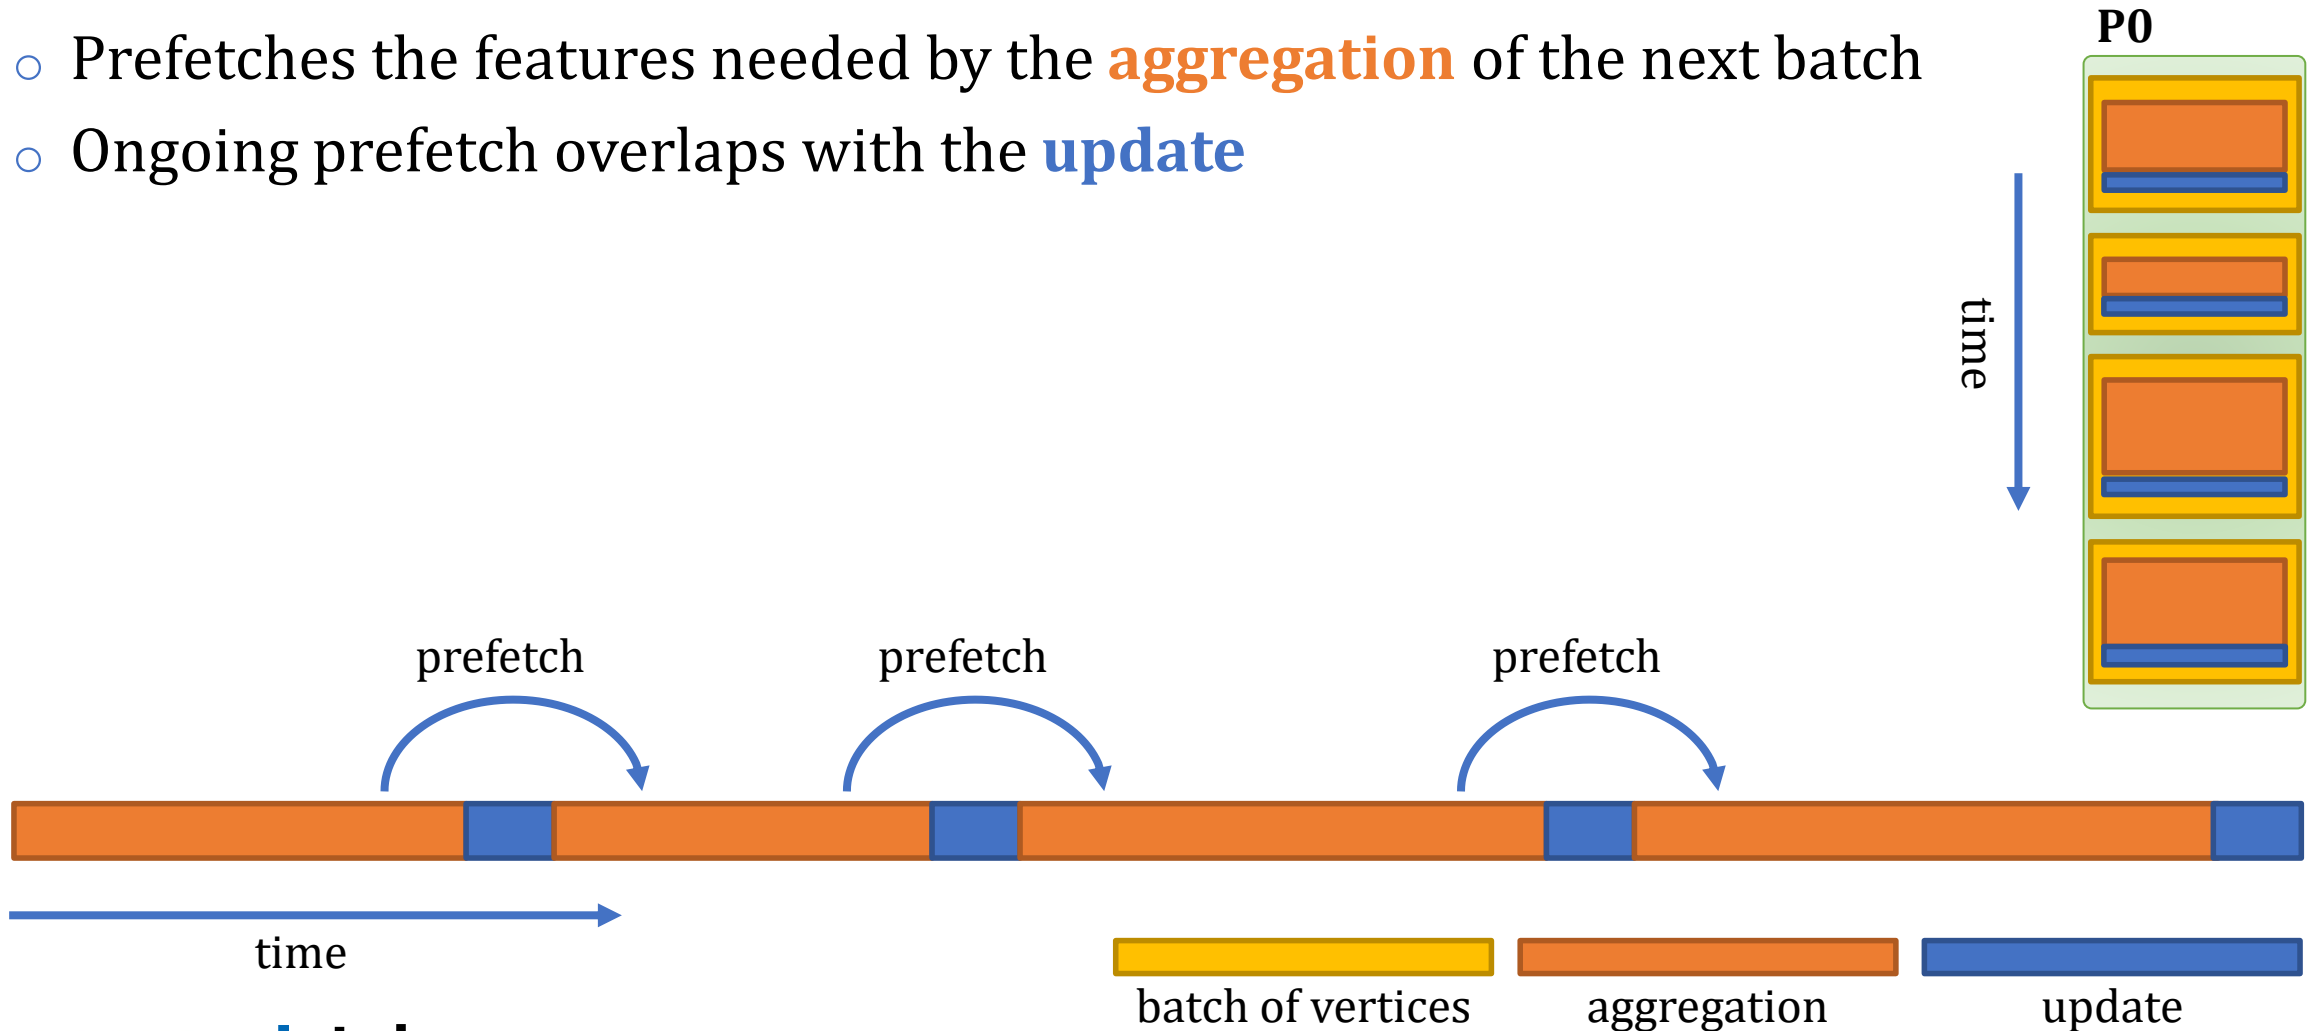 Prefetches the features needed by the aggregation of the next batch
Ongoing prefetch overlaps with the update
P0
time
prefetch prefetch prefetch
time
batch of vertices aggregation update